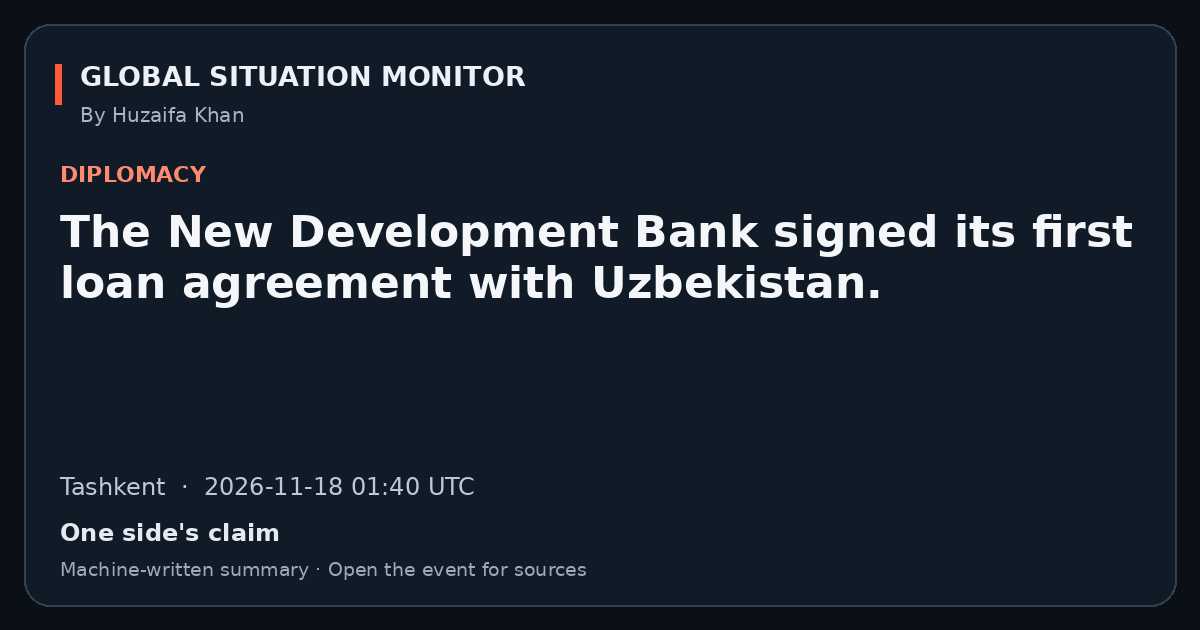 GLOBAL SITUATION MONITOR
By Huzaifa Khan
DIPLOMACY
The New Development Bank signed its first
loan agreement with Uzbekistan.
Tashkent · 2026-11-18 01:40 UTC
One side's claim
Machine-written summary · Open the event for sources